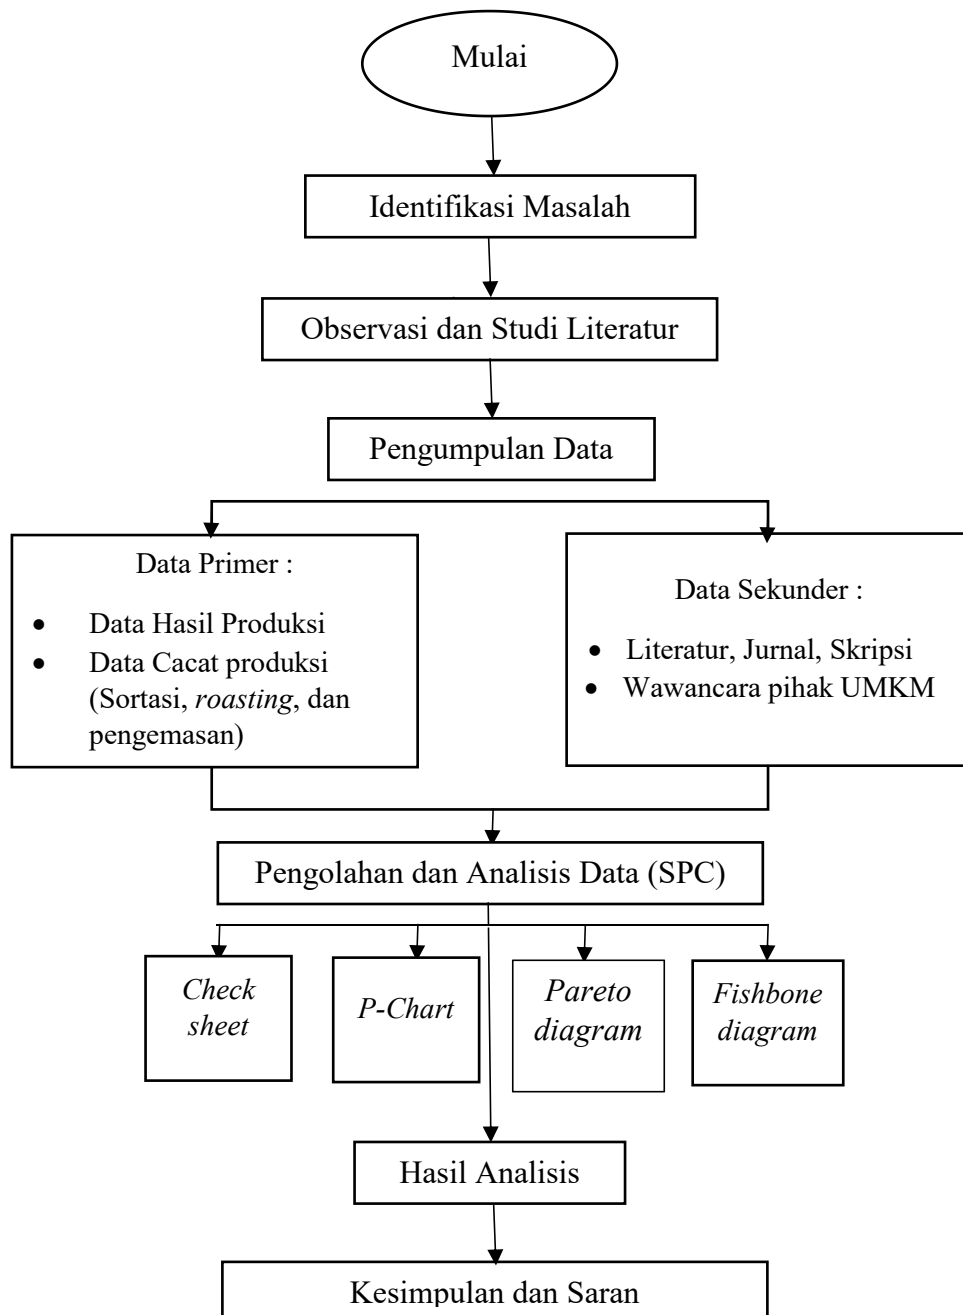 Mulai
Identifikasi Masalah
Observasi dan Studi Literatur
Pengumpulan Data
Data Primer :
• Data Hasil Produksi
• Data Cacat produksi
(Sortasi, roasting, dan
pengemasan)
Data Sekunder :
• Literatur, Jurnal, Skripsi
• Wawancara pihak UMKM
Pengolahan dan Analisis Data (SPC)
Check
sheet
P-Chart
Pareto
diagram
Fishbone
diagram
Hasil Analisis
Kesimpulan dan Saran